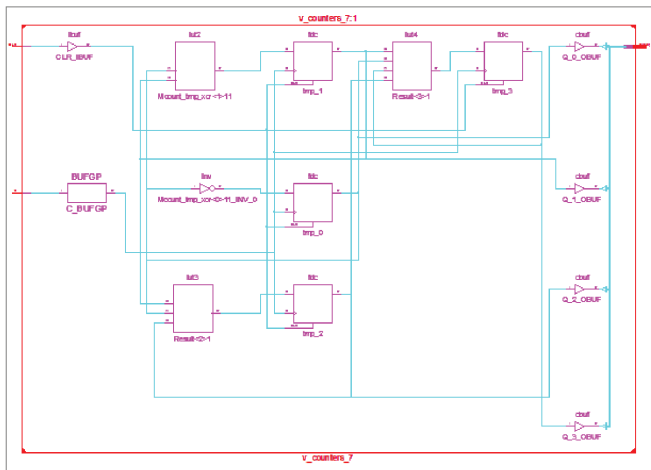 v_counters_7:1
ibuf
CLR_IBUF
lut2
Mcount_tmp_xor<1>11
fdc
tmp_1
lut4
Result<3>1
fdc
tmp_3
obuf
Q_0_OBUF
BUFGP
C_BUFGP
inv
Mcount_tmp_xor<0>11_INV_0
fdc
tmp_0
obuf
Q_1_OBUF
lut3
Result<2>1
fdc
tmp_2
obuf
Q_2_OBUF
obuf
Q_3_OBUF
v_counters_7